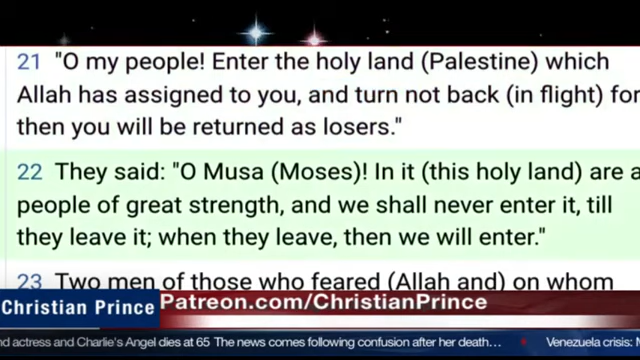 21 "O my people! Enter the holy land (Palestine) which
Allah has assigned to you, and turn not back (in flight) for
then you will be returned as losers."
22 They said: "O Musa (Moses)! In it (this holy land) are a
people of great strength, and we shall never enter it, till
they leave it; when they leave, then we will enter."
23 Two men of those who feared (Allah and) on whom
Christian Prince
Patreon.com/ChristianPrince
nd actress and Charlie's Angel dies at 65 The news comes following confusion after her death... • Venezuela crisis: